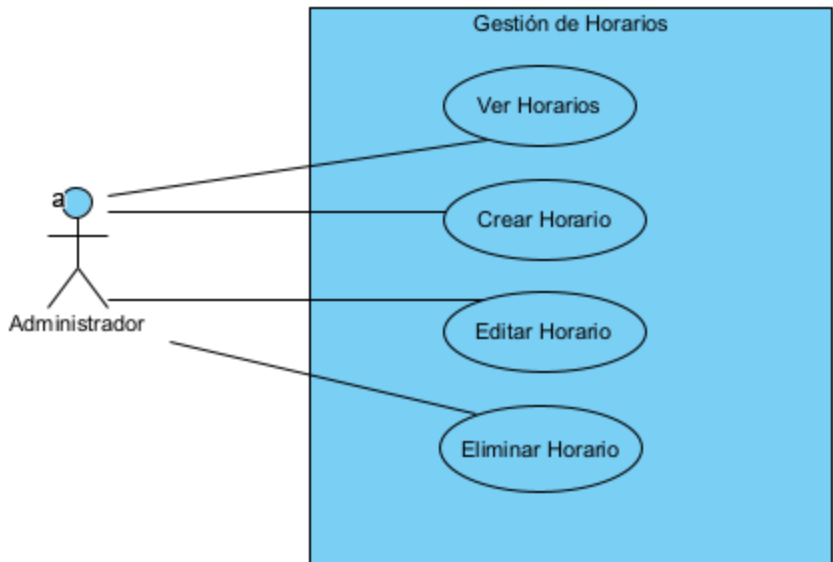 Gestión de Horarios
Ver Horarios
a
Crear Horario
Administrador
Editar Horario
Eliminar Horario